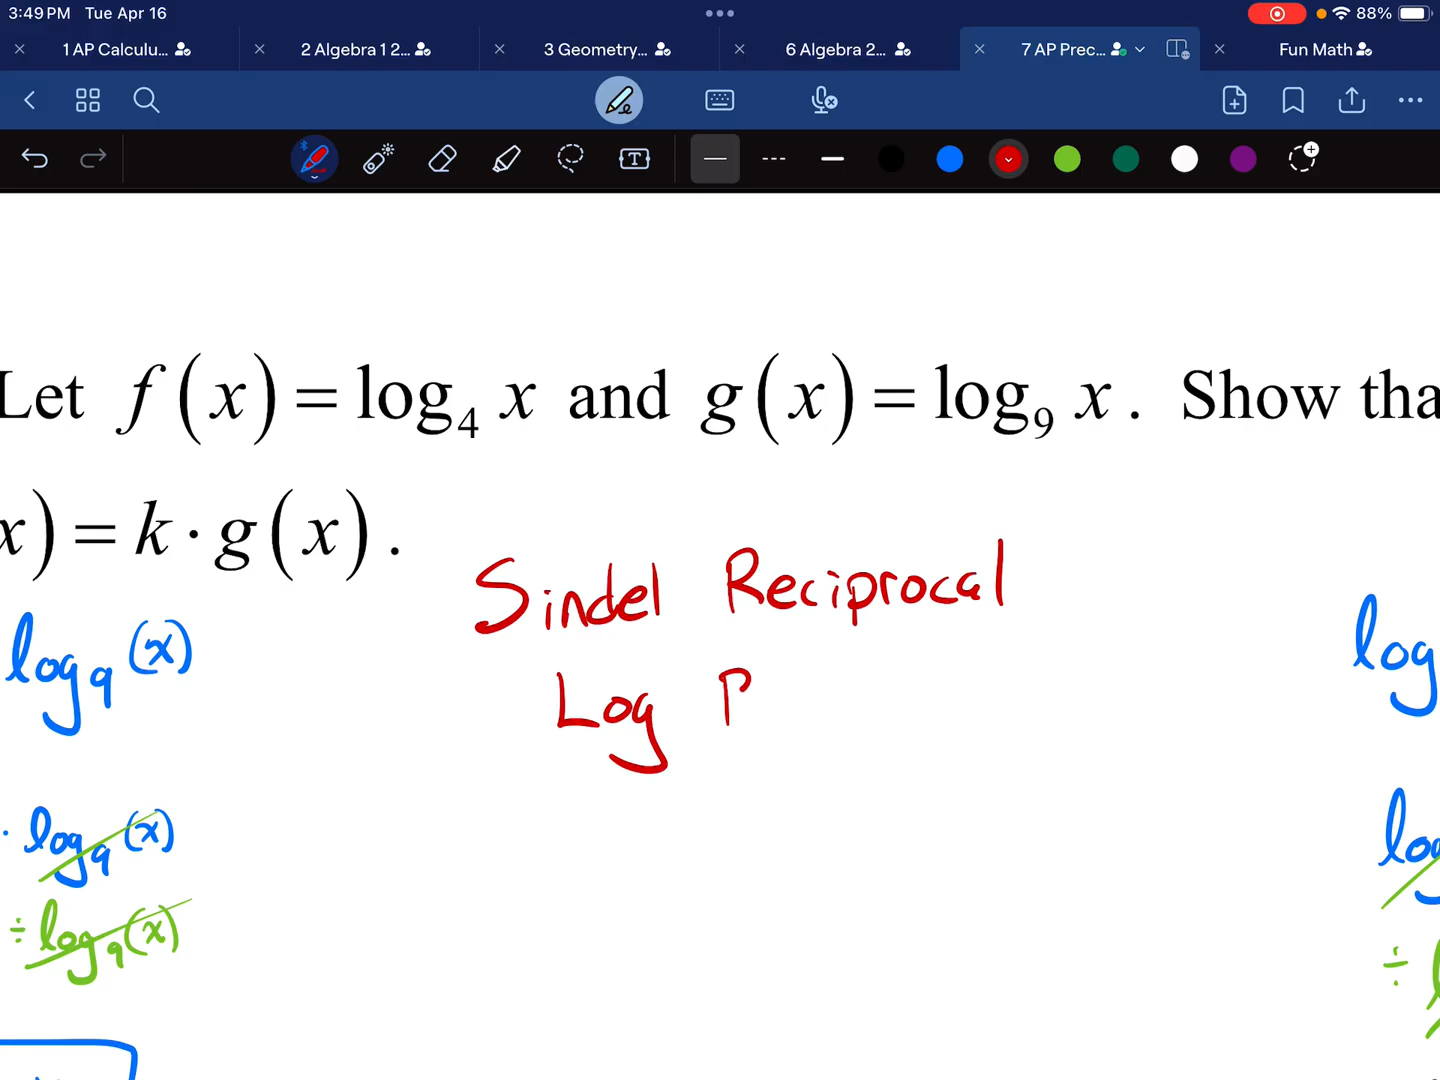 3:49 PM Tue Apr 16
88%
1 AP Calculu...
2 Algebra 1 2...
3 Geometry...
6 Algebra 2...
7 AP Prec...
Fun Math
T
Let f(x) = log₄ x and g(x) = log₉ x. Show tha
x) = k · g(x).
Sindel Reciprocal
log₉(x)
log
Log P
· log₉(x)
log
÷ log₉(x)
÷ l